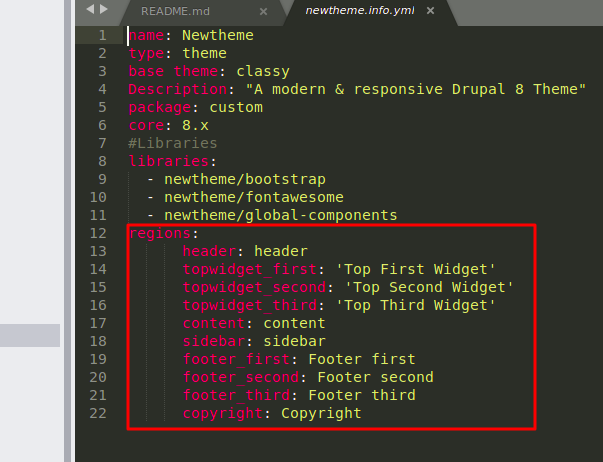 README.md
newtheme.info.yml
1 name: Newtheme
2 type: theme
3 base theme: classy
4 Description: "A modern & responsive Drupal 8 Theme"
5 package: custom
6 core: 8.x
7 #Libraries
8 libraries:
9 - newtheme/bootstrap
10 - newtheme/fontawesome
11 - newtheme/global-components
12 regions:
13 header: header
14 topwidget_first: 'Top First Widget'
15 topwidget_second: 'Top Second Widget'
16 topwidget_third: 'Top Third Widget'
17 content: content
18 sidebar: sidebar
19 footer_first: Footer first
20 footer_second: Footer second
21 footer_third: Footer third
22 copyright: Copyright